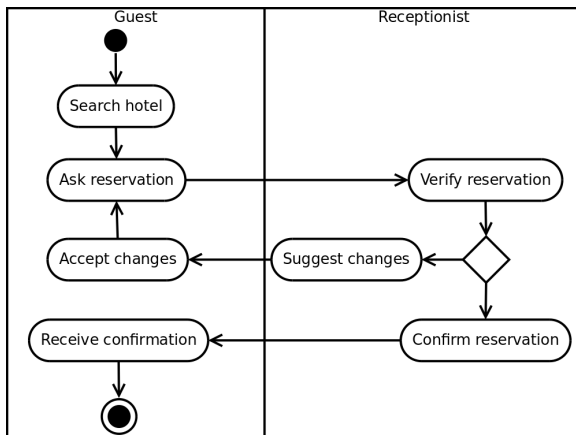 Guest
Receptionist
Search hotel
Ask reservation
Verify reservation
Accept changes
Suggest changes
Receive confirmation
Confirm reservation